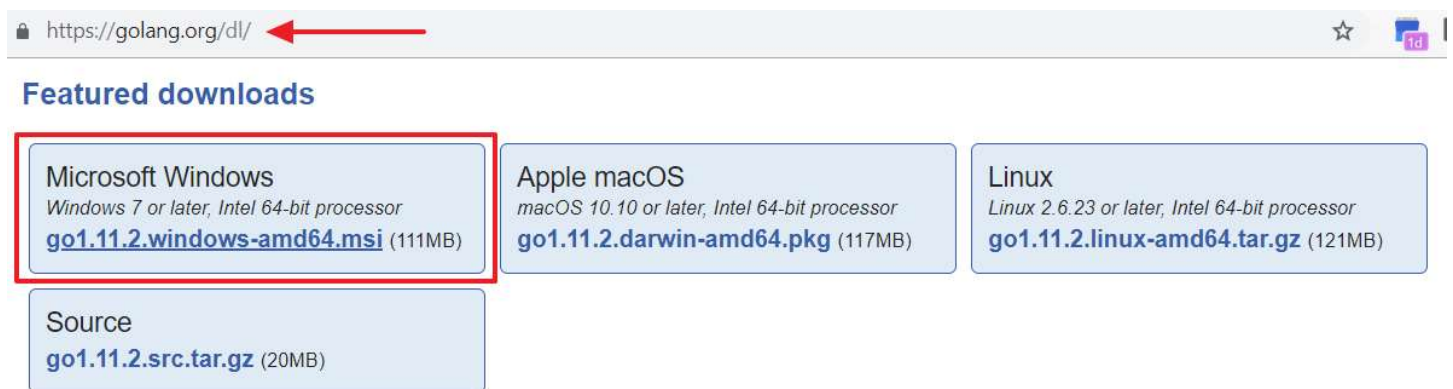 https://golang.org/dl/
1d
Featured downloads
Microsoft Windows
Windows 7 or later, Intel 64-bit processor
go1.11.2.windows-amd64.msi (111MB)
Apple macOS
macOS 10.10 or later, Intel 64-bit processor
go1.11.2.darwin-amd64.pkg (117MB)
Linux
Linux 2.6.23 or later, Intel 64-bit processor
go1.11.2.linux-amd64.tar.gz (121MB)
Source
go1.11.2.src.tar.gz (20MB)